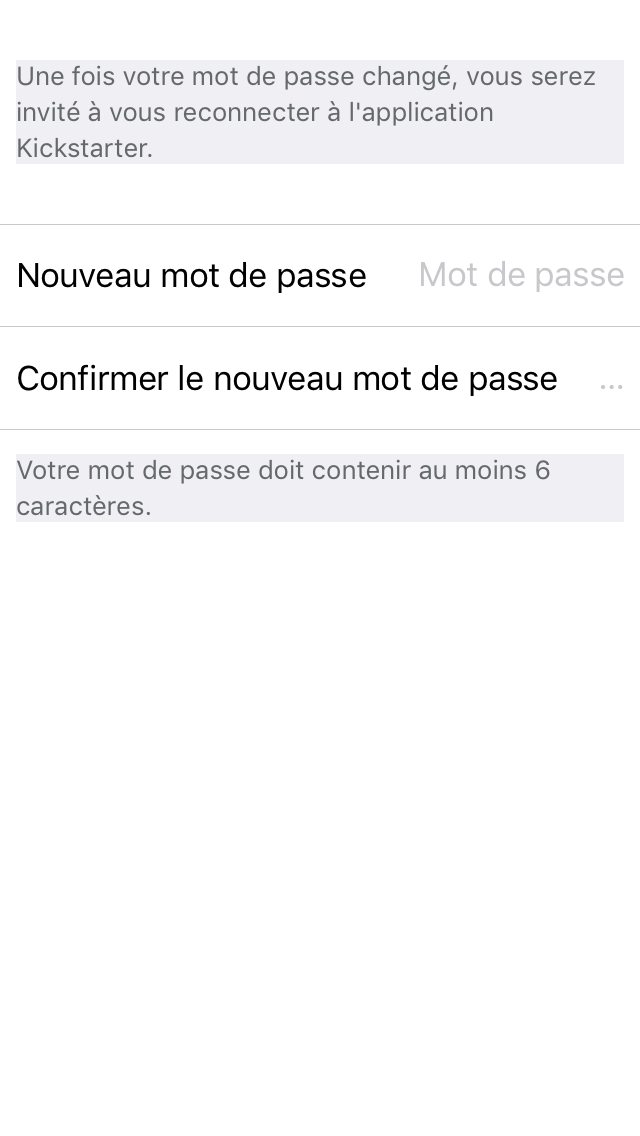 Une fois votre mot de passe changé, vous serez
invité à vous reconnecter à l'application
Kickstarter.
Nouveau mot de passe Mot de passe
Confirmer le nouveau mot de passe ...
Votre mot de passe doit contenir au moins 6
caractères.